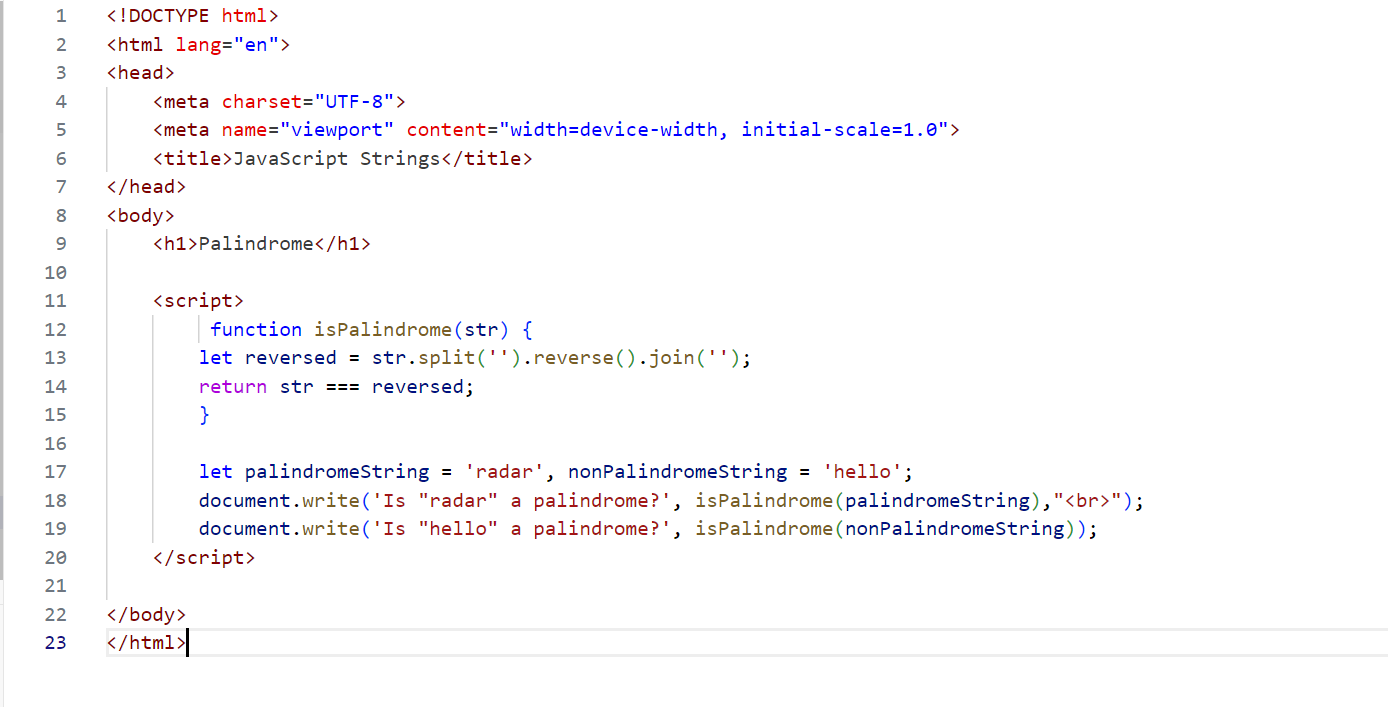 1 <!DOCTYPE html>
2 <html lang="en">
3 <head>
4     <meta charset="UTF-8">
5     <meta name="viewport" content="width=device-width, initial-scale=1.0">
6     <title>JavaScript Strings</title>
7 </head>
8 <body>
9     <h1>Palindrome</h1>
10
11     <script>
12          function isPalindrome(str) {
13         let reversed = str.split('').reverse().join('');
14         return str === reversed;
15         }
16
17         let palindromeString = 'radar', nonPalindromeString = 'hello';
18         document.write('Is "radar" a palindrome?', isPalindrome(palindromeString),"<br>");
19         document.write('Is "hello" a palindrome?', isPalindrome(nonPalindromeString));
20     </script>
21
22 </body>
23 </html>